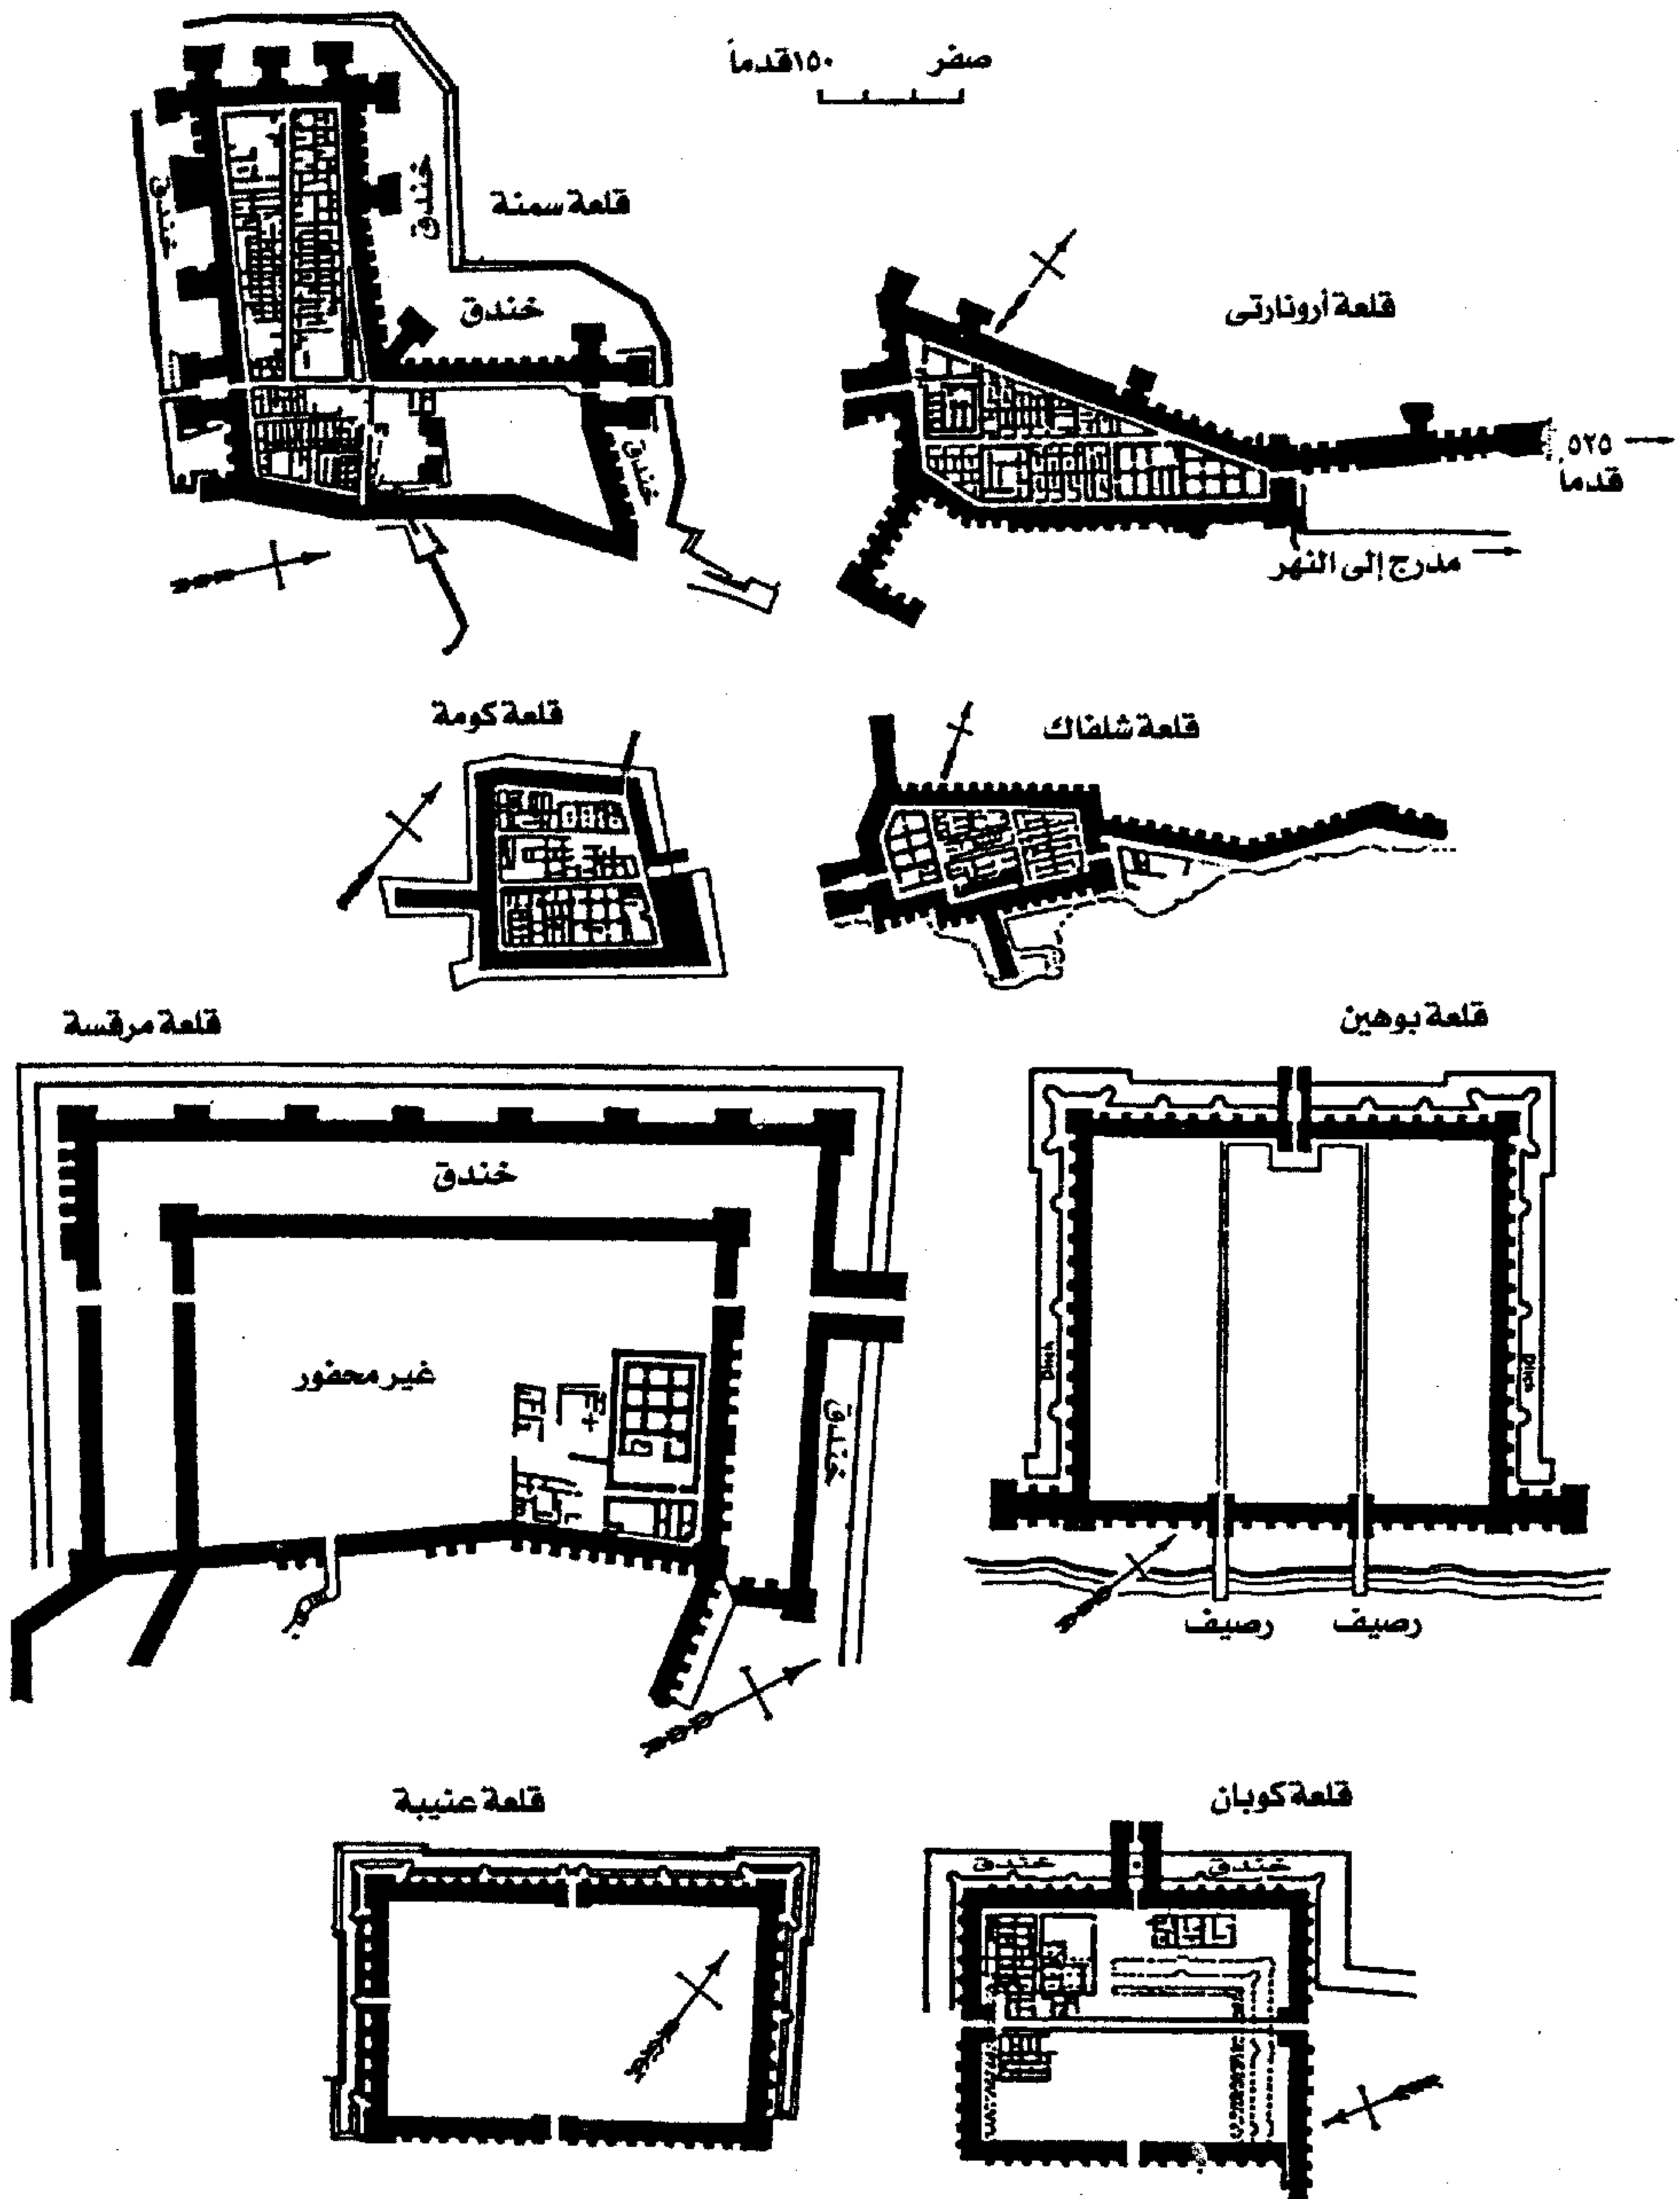 صفر ١٥٠قدماً
قلعة سمنة
خندق
خندق
خندق
خندق
قلعة أرونارتى
٥٢٥
قدماً
مدرج إلى النهر
قلعة كومة
قلعة شلفاك
قلعة مرقسة
خندق
غير محفور
خندق
قلعة بوهين
Ditch
Ditch
رصيف رصيف
قلعة عنيبة
قلعة كوبان
خندق خندق